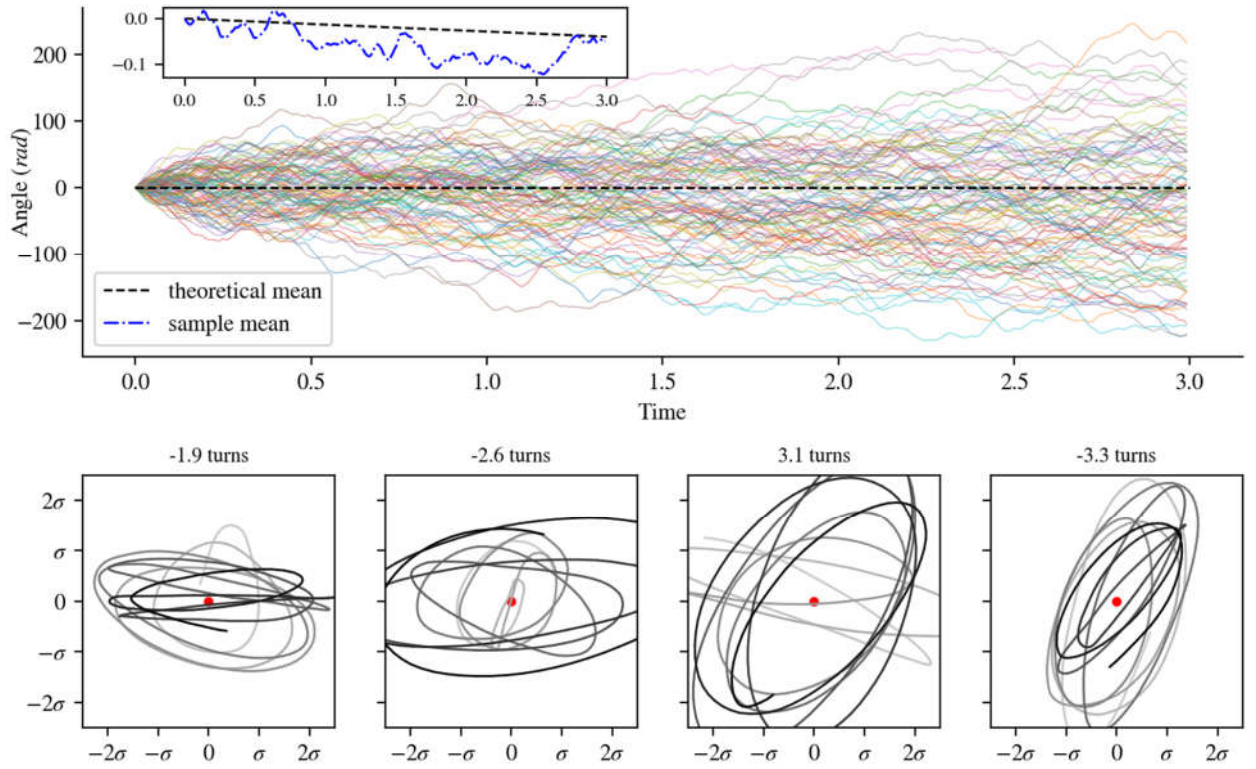 0.0
−0.1
0.0 0.5 1.0 1.5 2.0 2.5 3.0
200
100
0
−100
−200
Angle (rad)
theoretical mean
sample mean
0.0 0.5 1.0 1.5 2.0 2.5 3.0
Time
-1.9 turns -2.6 turns 3.1 turns -3.3 turns
2σ
σ
0
−σ
−2σ
−2σ −σ 0 σ 2σ −2σ −σ 0 σ 2σ −2σ −σ 0 σ 2σ −2σ −σ 0 σ 2σ